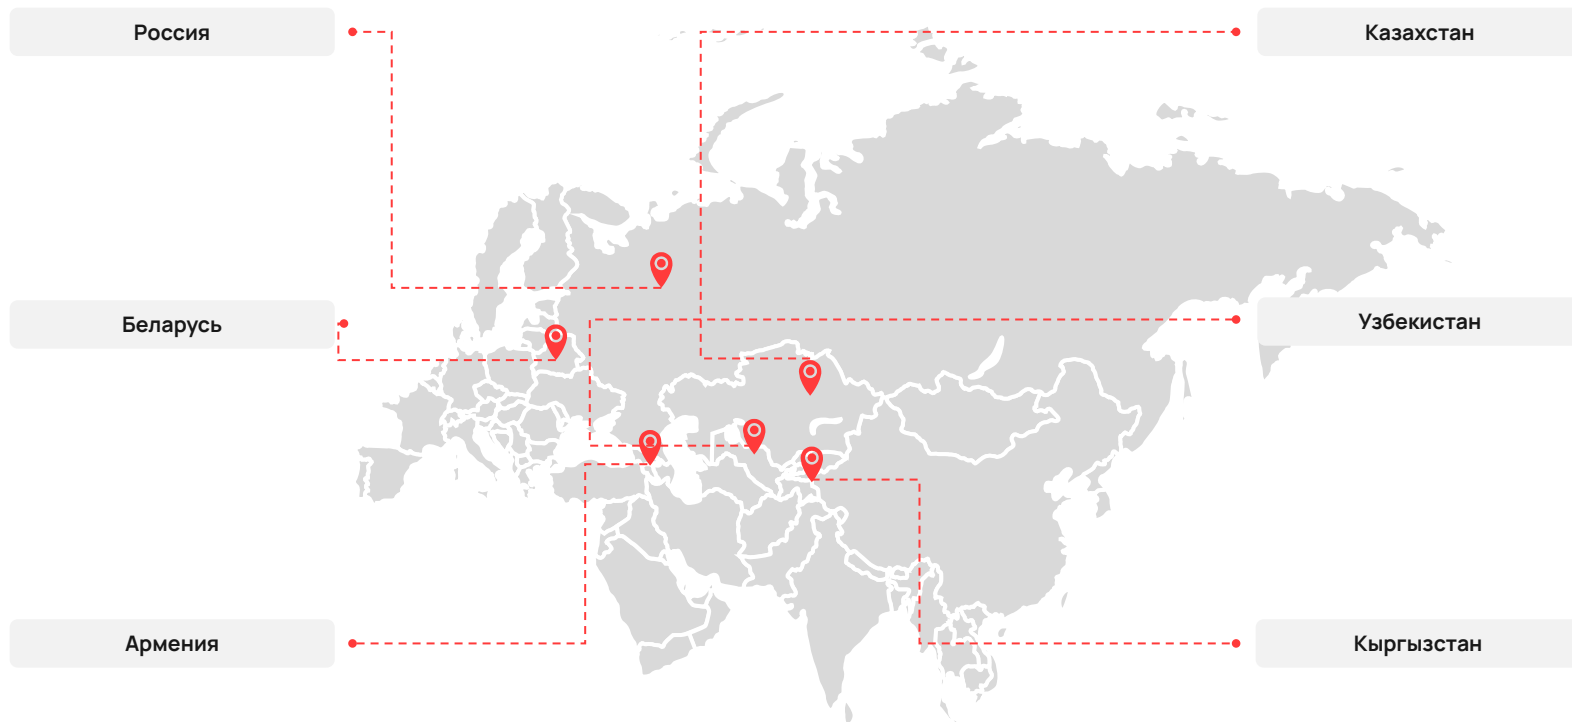 Россия
Казахстан
Беларусь
Узбекистан
Армения
Кыргызстан